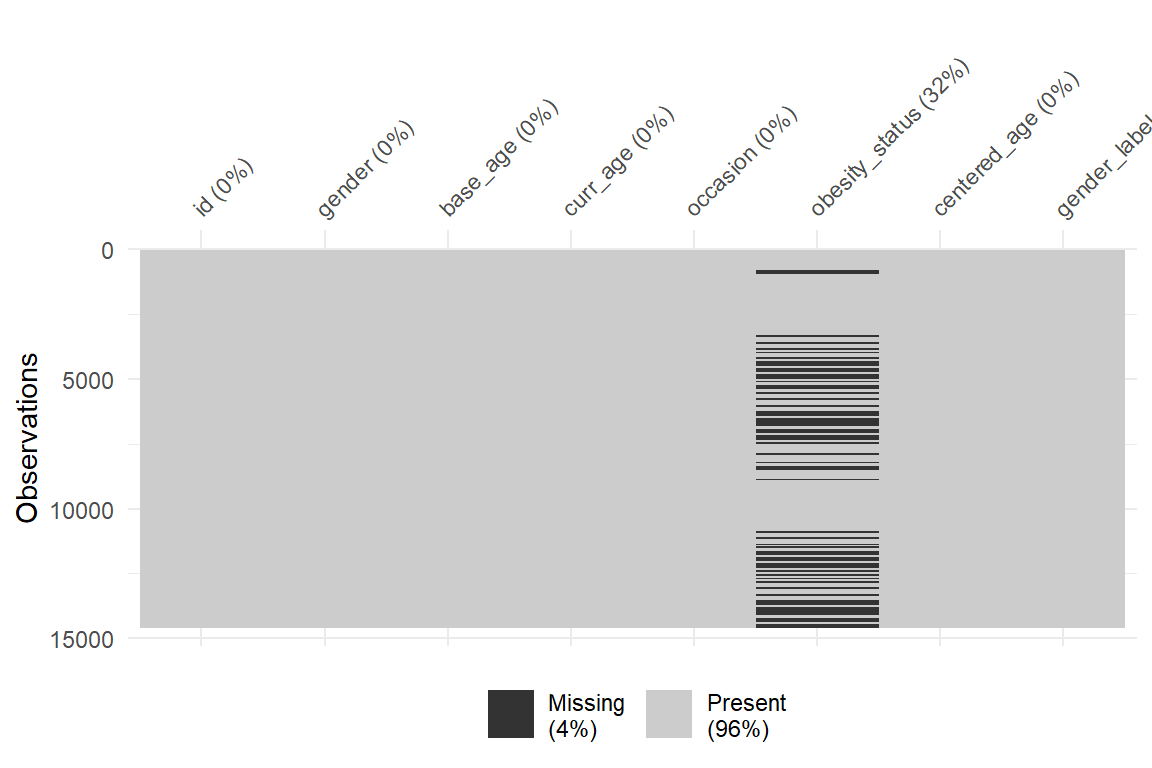 id (0%)
gender (0%)
base_age (0%)
curr_age (0%)
occasion (0%)
obesity_status (32%)
centered_age (0%)
gender_label
0
5000
10000
15000
Observations
Missing
(4%)
Present
(96%)